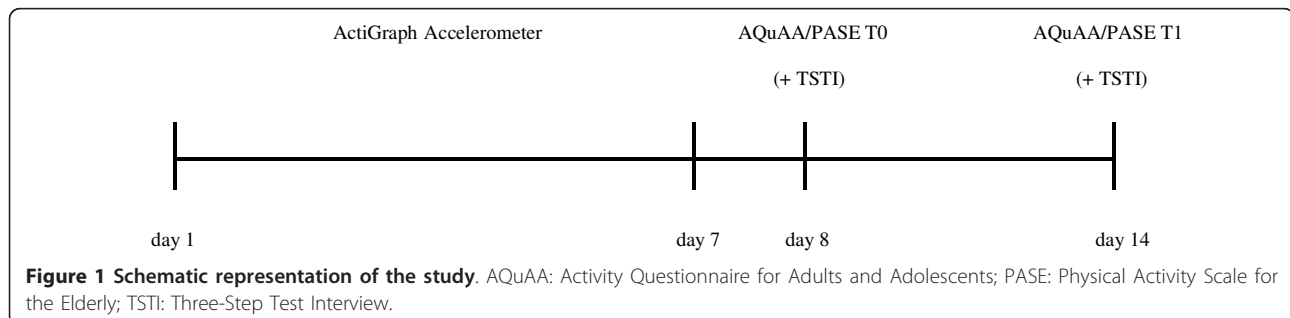 ActiGraph Accelerometer AQuAA/PASE T0 AQuAA/PASE T1
(+ TSTI) (+ TSTI)
day 1 day 7 day 8 day 14
Figure 1 Schematic representation of the study. AQuAA: Activity Questionnaire for Adults and Adolescents; PASE: Physical Activity Scale for
the Elderly; TSTI: Three-Step Test Interview.